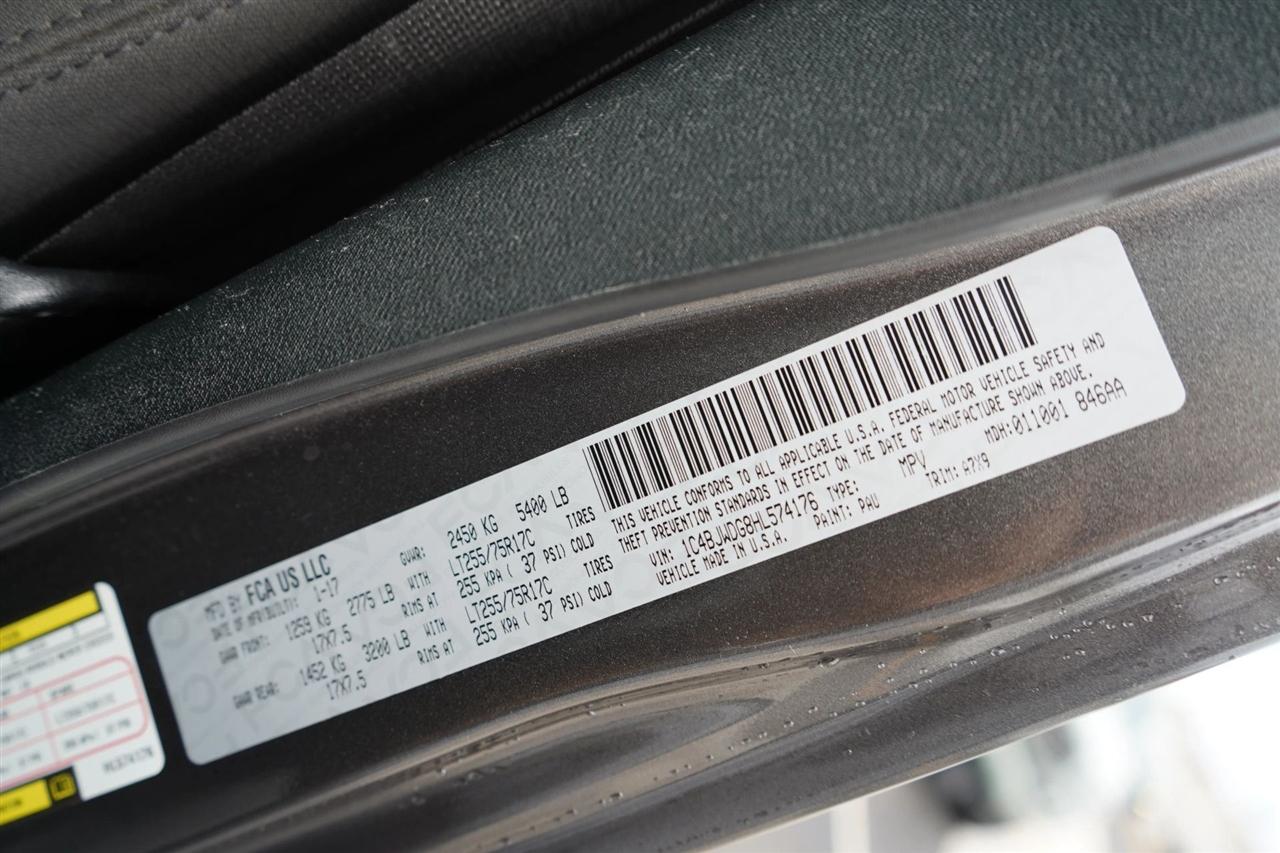 MFD BY FCA US LLC
DATE OF MFR(BUILT): 1-17 GVWR: 2450 KG 5400 LB
GAWR FRONT: 1259 KG 2775 LB WITH LT255/75R17C TIRES
17X7.5 RIMS AT 255 KPA ( 37 PSI) COLD
GAWR REAR: 1452 KG 3200 LB WITH LT255/75R17C TIRES
17X7.5 RIMS AT 255 KPA ( 37 PSI) COLD
THIS VEHICLE CONFORMS TO ALL APPLICABLE U.S.A. FEDERAL MOTOR VEHICLE SAFETY AND
THEFT PREVENTION STANDARDS IN EFFECT ON THE DATE OF MANUFACTURE SHOWN ABOVE.
VIN: 1C4BJWDG8HL574176 TYPE: MPV MDH:011001 846AA
VEHICLE MADE IN U.S.A. PAINT: PAU TRIM: A7X9